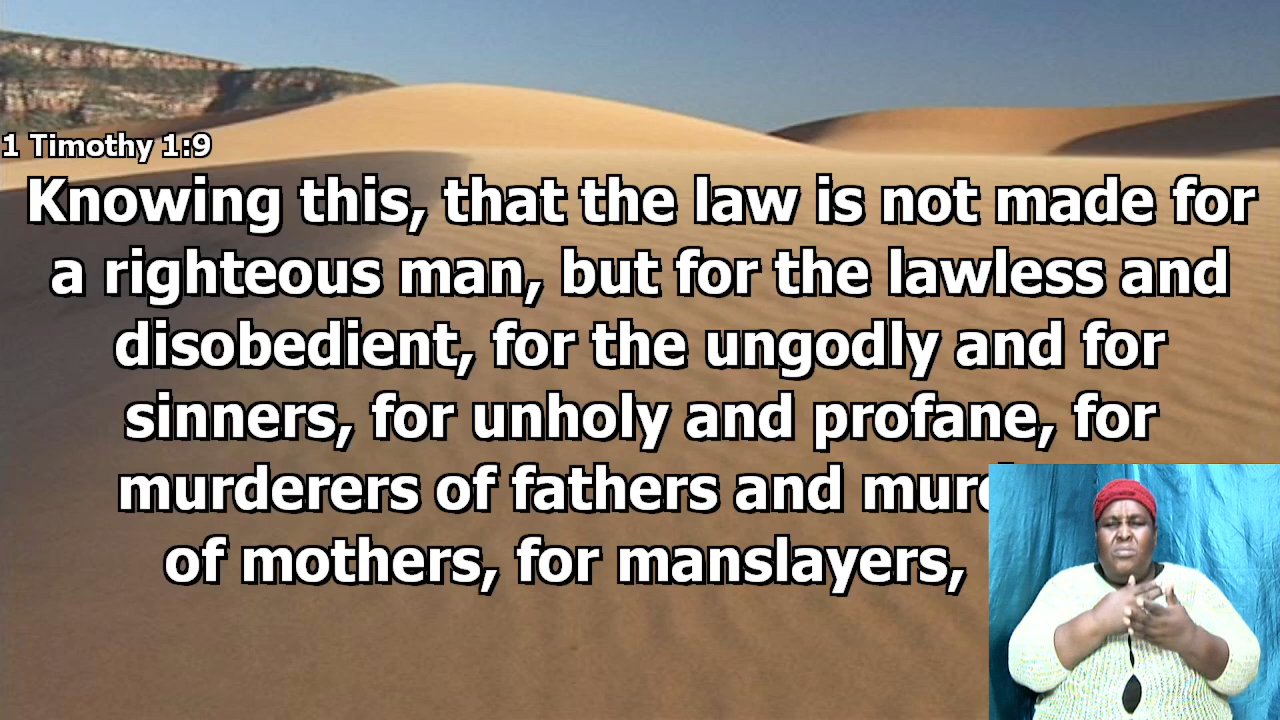 1 Timothy 1:9
Knowing this, that the law is not made for
a righteous man, but for the lawless and
disobedient, for the ungodly and for
sinners, for unholy and profane, for
murderers of fathers and
of mothers, for manslayers,